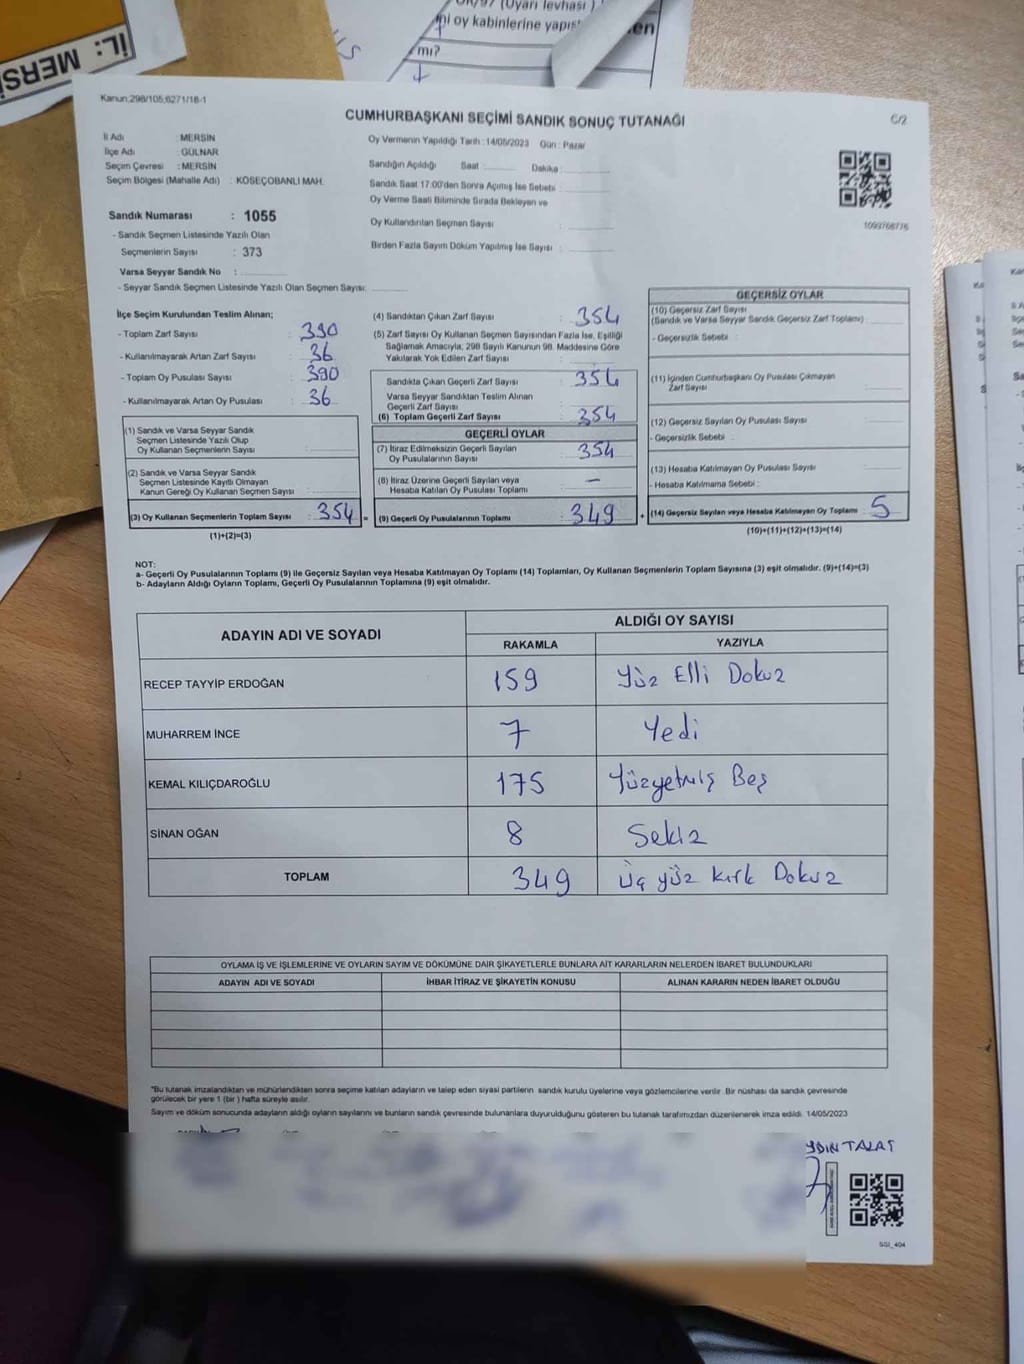 İL: MERSİ
(Uyarı levhası )
oy kabinlerine yapış
mı?
Kanun;298/105;6271/18-1
CUMHURBAŞKANI SEÇİMİ SANDIK SONUÇ TUTANAĞI
C/2
İl Adı : MERSİN
İlçe Adı : GÜLNAR
Seçim Çevresi : MERSİN
Seçim Bölgesi (Mahalle Adı) : KÖSEÇOBANLI MAH.
Oy Vermenin Yapıldığı Tarih : 14/05/2023 Gün : Pazar
Sandığın Açıldığı Saat Dakika :
Sandık Saat 17:00'den Sonra Açılmış İse Sebebi :
Oy Verme Saati Bitiminde Sırada Bekleyen ve
Oy Kullandırılan Seçmen Sayısı :
Birden Fazla Sayım Döküm Yapılmış İse Sayısı :
1099768776
Sandık Numarası : 1055
- Sandık Seçmen Listesinde Yazılı Olan
Seçmenlerin Sayısı : 373
Varsa Seyyar Sandık No :
- Seyyar Sandık Seçmen Listesinde Yazılı Olan Seçmen Sayısı:
İlçe Seçim Kurulundan Teslim Alınan;
- Toplam Zarf Sayısı : 390
- Kullanılmayarak Artan Zarf Sayısı : 36
- Toplam Oy Pusulası Sayısı : 390
- Kullanılmayarak Artan Oy Pusulası : 36
(1) Sandık ve Varsa Seyyar Sandık
Seçmen Listesinde Yazılı Olup
Oy Kullanan Seçmenlerin Sayısı :
(2) Sandık ve Varsa Seyyar Sandık
Seçmen Listesinde Kayıtlı Olmayan
Kanun Gereği Oy Kullanan Seçmen Sayısı :
(3) Oy Kullanan Seçmenlerin Toplam Sayısı : 354 =
(1)+(2)=(3)
(4) Sandıktan Çıkan Zarf Sayısı : 354
(5) Zarf Sayısı Oy Kullanan Seçmen Sayısından Fazla İse, Eşitliği
Sağlamak Amacıyla; 298 Sayılı Kanunun 98. Maddesine Göre
Yakılarak Yok Edilen Zarf Sayısı :
Sandıkta Çıkan Geçerli Zarf Sayısı : 354
Varsa Seyyar Sandıktan Teslim Alınan
Geçerli Zarf Sayısı :
(6) Toplam Geçerli Zarf Sayısı : 354
GEÇERLİ OYLAR
(7) İtiraz Edilmeksizin Geçerli Sayılan
Oy Pusulalarının Sayısı : 354
(8) İtiraz Üzerine Geçerli Sayılan veya
Hesaba Katılan Oy Pusulası Toplamı : –
(9) Geçerli Oy Pusulalarının Toplamı : 349 +
GEÇERSİZ OYLAR
(10) Geçersiz Zarf Sayısı
(Sandık ve Varsa Seyyar Sandık Geçersiz Zarf Toplamı) :
- Geçersizlik Sebebi :
(11) İçinden Cumhurbaşkanı Oy Pusulası Çıkmayan
Zarf Sayısı :
(12) Geçersiz Sayılan Oy Pusulası Sayısı :
- Geçersizlik Sebebi :
(13) Hesaba Katılmayan Oy Pusulası Sayısı :
- Hesaba Katılmama Sebebi :
(14) Geçersiz Sayılan veya Hesaba Katılmayan Oy Toplamı : 5
(10)+(11)+(12)+(13)=(14)
NOT:
a- Geçerli Oy Pusulalarının Toplamı (9) ile Geçersiz Sayılan veya Hesaba Katılmayan Oy Toplamı (14) Toplamları, Oy Kullanan Seçmenlerin Toplam Sayısına (3) eşit olmalıdır. (9)+(14)=(3)
b- Adayların Aldığı Oyların Toplamı, Geçerli Oy Pusulalarının Toplamına (9) eşit olmalıdır.
ADAYIN ADI VE SOYADI ALDIĞI OY SAYISI
RAKAMLA YAZIYLA
RECEP TAYYİP ERDOĞAN 159 Yüz Elli Dokuz
MUHARREM İNCE 7 Yedi
KEMAL KILIÇDAROĞLU 175 Yüzyetmiş Beş
SİNAN OĞAN 8 Sekiz
TOPLAM 349 Üç yüz kırk Dokuz
OYLAMA İŞ VE İŞLEMLERİNE VE OYLARIN SAYIM VE DÖKÜMÜNE DAİR ŞİKAYETLERLE BUNLARA AİT KARARLARIN NELERDEN İBARET BULUNDUKLARI
ADAYIN ADI VE SOYADI İHBAR İTİRAZ VE ŞİKAYETİN KONUSU ALINAN KARARIN NEDEN İBARET OLDUĞU
"Bu tutanak imzalandıktan ve mühürlendikten sonra seçime katılan adayların ve talep eden siyasi partilerin sandık kurulu üyelerine veya gözlemcilerine verilir. Bir nüshası da sandık çevresinde
görülecek bir yere 1 (bir ) hafta süreyle asılır.
Sayım ve döküm sonucunda adayların aldığı oyların sayılarını ve bunların sandık çevresinde bulunanlara duyurulduğunu gösteren bu tutanak tarafımızdan düzenlenerek imza edildi. 14/05/2023
YDIN TALAT
SSI_404